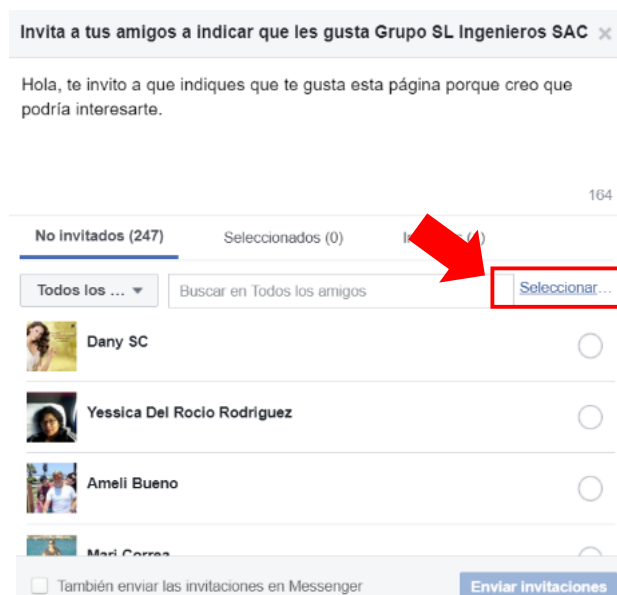 Invita a tus amigos a indicar que les gusta Grupo SL Ingenieros SAC ×
Hola, te invito a que indiques que te gusta esta página porque creo que
podría interesarte.
164
No invitados (247) Seleccionados (0)
Todos los ... Buscar en Todos los amigos Seleccionar...
Dany SC
Yessica Del Rocio Rodriguez
Ameli Bueno
Mari Correa
También enviar las invitaciones en Messenger Enviar invitaciones